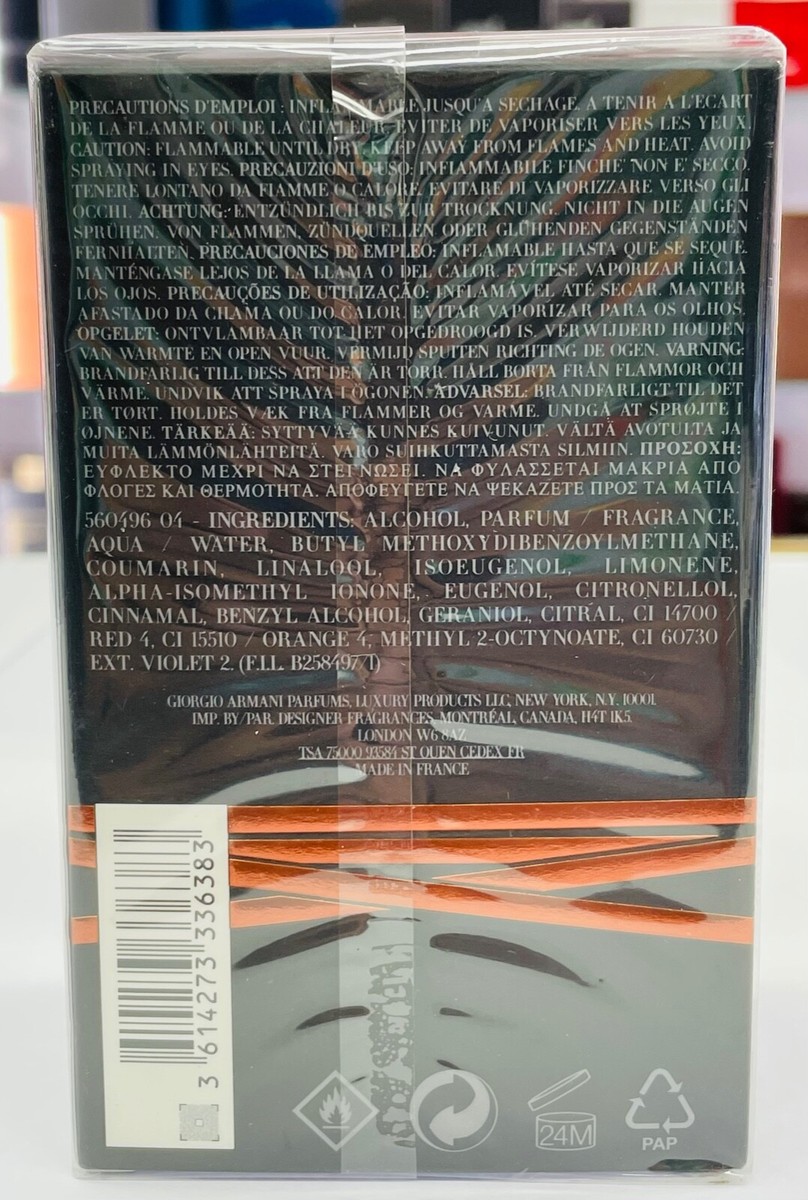 PRECAUTIONS D'EMPLOI : INFLAMMABLE JUSQU'A SECHAGE. A TENIR A L'ECART
DE LA FLAMME OU DE LA CHALEUR. EVITER DE VAPORISER VERS LES YEUX.
CAUTION: FLAMMABLE UNTIL DRY. KEEP AWAY FROM FLAMES AND HEAT. AVOID
SPRAYING IN EYES. PRECAUZIONI D'USO: INFIAMMABILE FINCHE' NON E' SECCO.
TENERE LONTANO DA FIAMME O CALORE. EVITARE DI VAPORIZZARE VERSO GLI
OCCHI. ACHTUNG: ENTZÜNDLICH BIS ZUR TROCKNUNG. NICHT IN DIE AUGEN
SPRÜHEN. VON FLAMMEN, ZÜNDQUELLEN ODER GLÜHENDEN GEGENSTÄNDEN
FERNHALTEN. PRECAUCIONES DE EMPLEO: INFLAMABLE HASTA QUE SE SEQUE.
MANTÉNGASE LEJOS DE LA LLAMA O DEL CALOR. EVÍTESE VAPORIZAR HACIA
LOS OJOS. PRECAUÇÕES DE UTILIZAÇÃO: INFLAMÁVEL ATÉ SECAR. MANTER
AFASTADO DA CHAMA OU DO CALOR. EVITAR VAPORIZAR PARA OS OLHOS.
OPGELET: ONTVLAMBAAR TOT HET OPGEDROOGD IS. VERWIJDERD HOUDEN
VAN WARMTE EN OPEN VUUR. VERMIJD SPUITEN RICHTING DE OGEN. VARNING:
BRANDFARLIG TILL DESS ATT DEN ÄR TORR. HÅLL BORTA FRÅN FLAMMOR OCH
VÄRME. UNDVIK ATT SPRAYA I ÖGONEN. ADVARSEL: BRANDFARLIGT TIL DET
ER TØRT. HOLDES VÆK FRA FLAMMER OG VARME. UNDGÅ AT SPRØJTE I
ØJNENE. TÄRKEÄÄ: SYTTYVÄÄ KUNNES KUIVUNUT. VÄLTÄ AVOTULTA JA
MUITA LÄMMÖNLÄHTEITÄ. VARO SUIHKUTTAMASTA SILMIIN. ΠΡΟΣΟΧΗ:
ΕΥΦΛΕΚΤΟ ΜΕΧΡΙ ΝΑ ΣΤΕΓΝΩΣΕΙ. ΝΑ ΦΥΛΑΣΣΕΤΑΙ ΜΑΚΡΙΑ ΑΠΟ
ΦΛΟΓΕΣ ΚΑΙ ΘΕΡΜΟΤΗΤΑ. ΑΠΟΦΕΥΓΕΤΕ ΝΑ ΨΕΚΑΖΕΤΕ ΠΡΟΣ ΤΑ ΜΑΤΙΑ.
560496 04 - INGREDIENTS: ALCOHOL, PARFUM / FRAGRANCE,
AQUA / WATER, BUTYL METHOXYDIBENZOYLMETHANE,
COUMARIN, LINALOOL, ISOEUGENOL, LIMONENE,
ALPHA-ISOMETHYL IONONE, EUGENOL, CITRONELLOL,
CINNAMAL, BENZYL ALCOHOL, GERANIOL, CITRAL, CI 14700 /
RED 4, CI 15510 / ORANGE 4, METHYL 2-OCTYNOATE, CI 60730 /
EXT. VIOLET 2. (F.I.L. B258497/1)
GIORGIO ARMANI PARFUMS, LUXURY PRODUCTS LLC, NEW YORK, N.Y. 10001.
IMP. BY/PAR. DESIGNER FRAGRANCES, MONTRÉAL, CANADA, H4T 1K5.
LONDON W6 8AZ
TSA 75000 93584 ST OUEN CEDEX FR
MADE IN FRANCE
3 614273 336383
24M
PAP